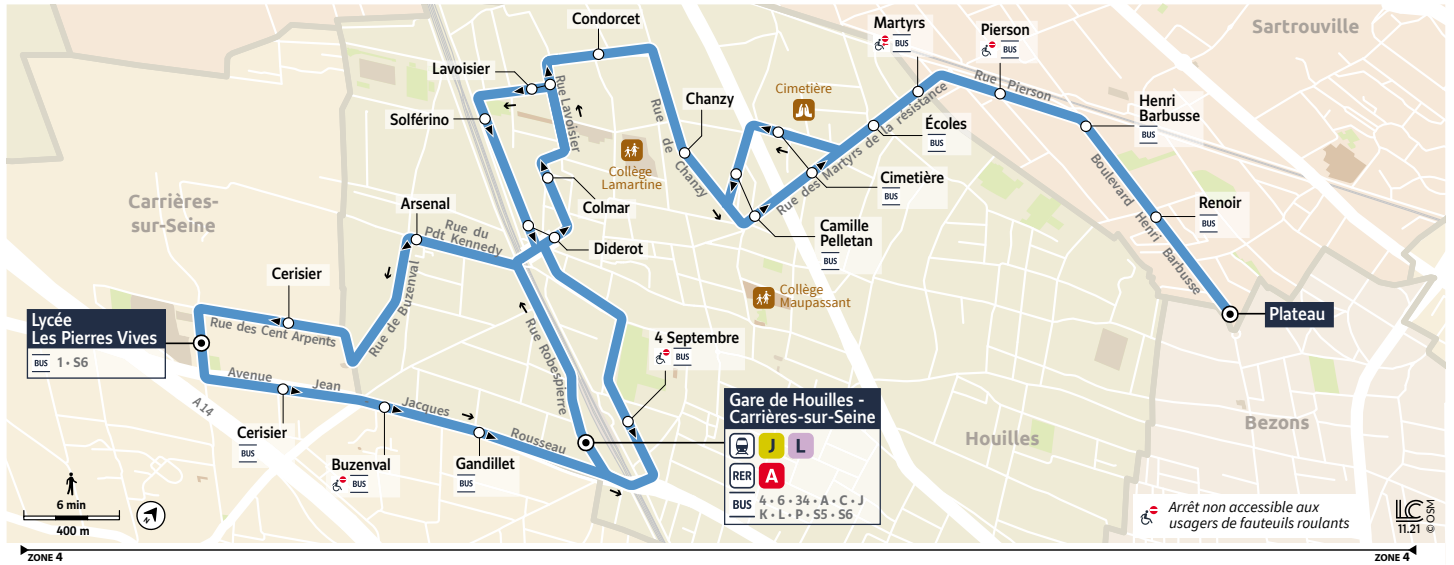 Condorcet
Martyrs
BUS
Pierson
BUS
Sartrouville
Lavoisier
Rue Lavoisier
Solférino
Chanzy
Rue de Chanzy
Cimetière
Rue Pierson
Henri
Barbusse
BUS
Écoles
BUS
Rue des Martyrs de la résistance
Collège
Lamartine
Cimetière
BUS
Carrières-
sur-Seine
Arsenal
Rue du
Pdt Kennedy
Colmar
Diderot
Camille
Pelletan
BUS
Renoir
BUS
Boulevard Henri Barbusse
Cerisier
Rue de Buzenval
Rue des Cent Arpents
Collège
Maupassant
Plateau
Lycée
Les Pierres Vives
BUS 1 • S6
Rue Robespierre
4 Septembre
BUS
Avenue Jean Jacques Rousseau
A 14
Cerisier
BUS
Buzenval
BUS
Gandillet
BUS
Gare de Houilles -
Carrières-sur-Seine
J L
RER A
BUS 4 • 6 • 34 • A • C • J
K • L • P • S5 • S6
Houilles
Bezons
6 min
400 m
N
Arrêt non accessible aux
usagers de fauteuils roulants
LC
11.21
© OSM
ZONE 4
ZONE 4